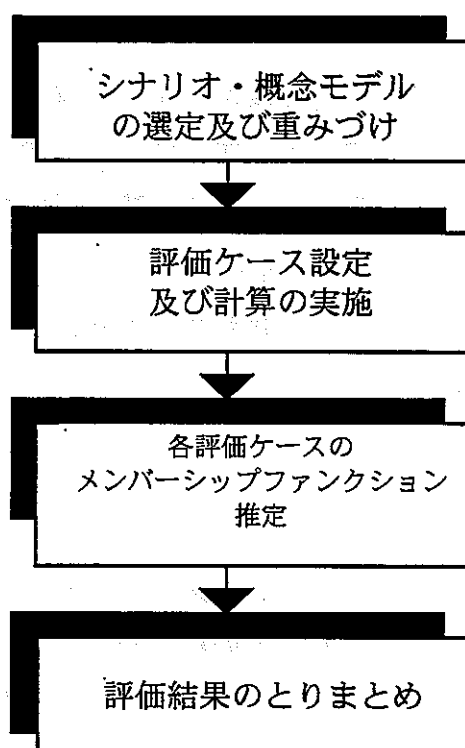 シナリオ・概念モデル
の選定及び重みづけ
評価ケース設定
及び計算の実施
各評価ケースの
メンバーシップファンクション
推定
評価結果のとりまとめ